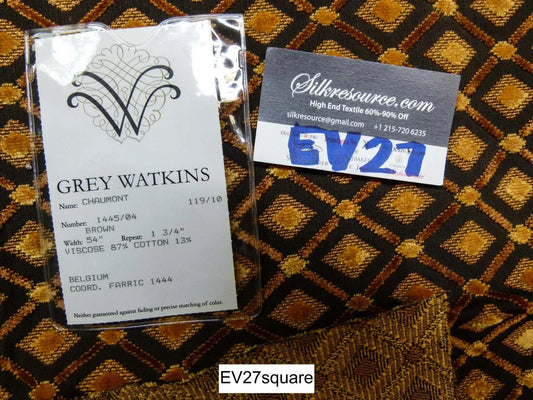 GREY WATKINS
Name: CHAUMONT 119/10
Number: 1445/04
BROWN
Width: 54" Repeat: 1 3/4"
VISCOSE 87% COTTON 13%
BELGIUM
COORD. FARRIC 1444
Neither guaranteed against fading or precise matching of color.
Silkresource.com
High End Textile 60%-90% Off
silkresource@gmail.com +1 215-720 6235
EV27
EV27square